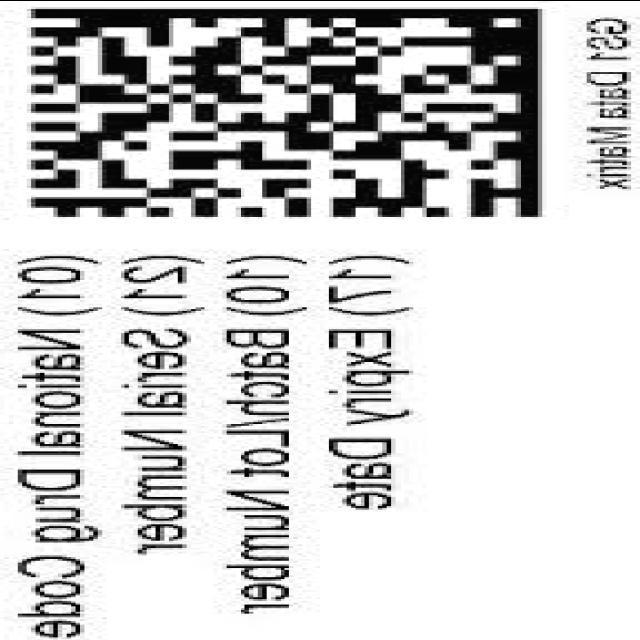 (01) National Drug Code
(21) Serial Number
(10) Batch/Lot Number
(17) Expiry Date
GS1 Data Matrix